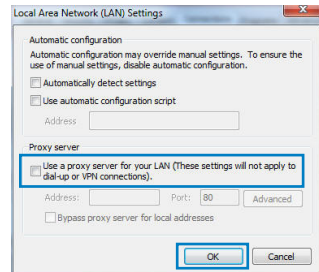 Local Area Network (LAN) Settings
Automatic configuration
Automatic configuration may override manual settings. To ensure the
use of manual settings, disable automatic configuration.
Automatically detect settings
Use automatic configuration script
Address
Proxy server
Use a proxy server for your LAN (These settings will not apply to
dial-up or VPN connections).
Address:
Port: 80
Advanced
Bypass proxy server for local addresses
OK
Cancel